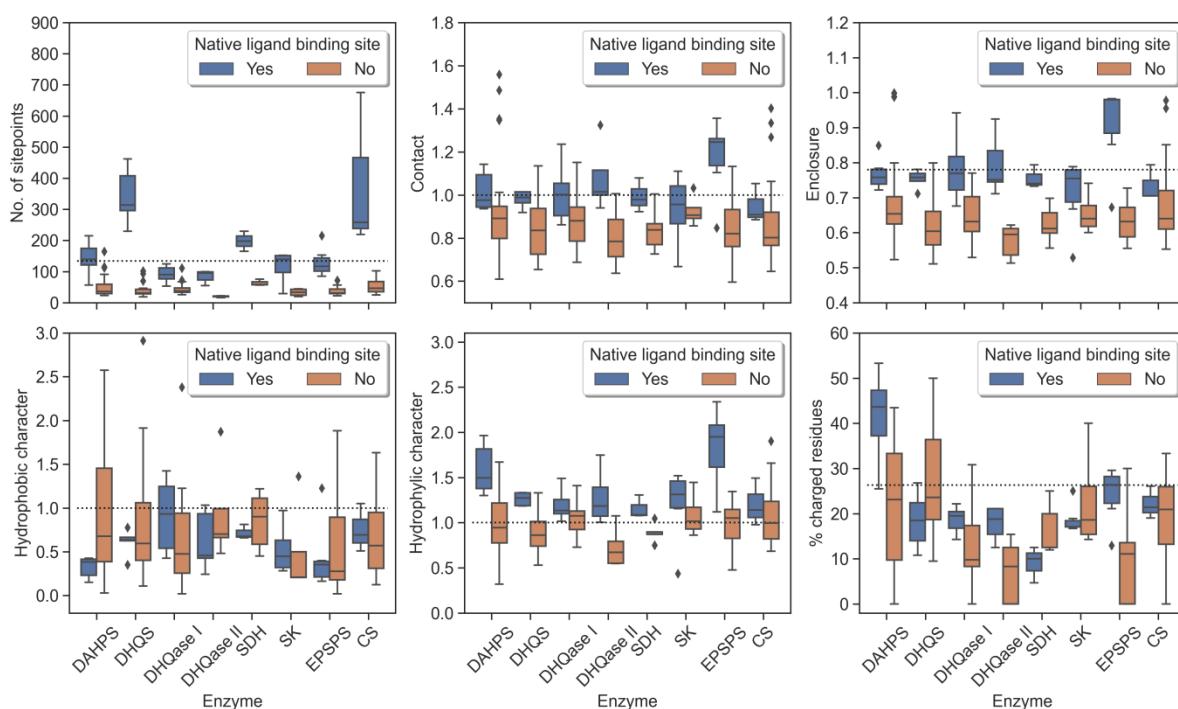 No. of sitepoints
900
800
700
600
500
400
300
200
100
0
Native ligand binding site
Yes No
Contact
1.8
1.6
1.4
1.2
1.0
0.8
0.6
Native ligand binding site
Yes No
Enclosure
1.2
1.1
1.0
0.9
0.8
0.7
0.6
0.5
0.4
Native ligand binding site
Yes No
Hydrophobic character
3.0
2.5
2.0
1.5
1.0
0.5
0.0
Native ligand binding site
Yes No
DAHPS
DHQS
DHQase I
DHQase II
SDH
SK
EPSPS
CS
Enzyme
Hydrophylic character
3.0
2.5
2.0
1.5
1.0
0.5
0.0
Native ligand binding site
Yes No
DAHPS
DHQS
DHQase I
DHQase II
SDH
SK
EPSPS
CS
Enzyme
% charged residues
60
50
40
30
20
10
0
Native ligand binding site
Yes No
DAHPS
DHQS
DHQase I
DHQase II
SDH
SK
EPSPS
CS
Enzyme